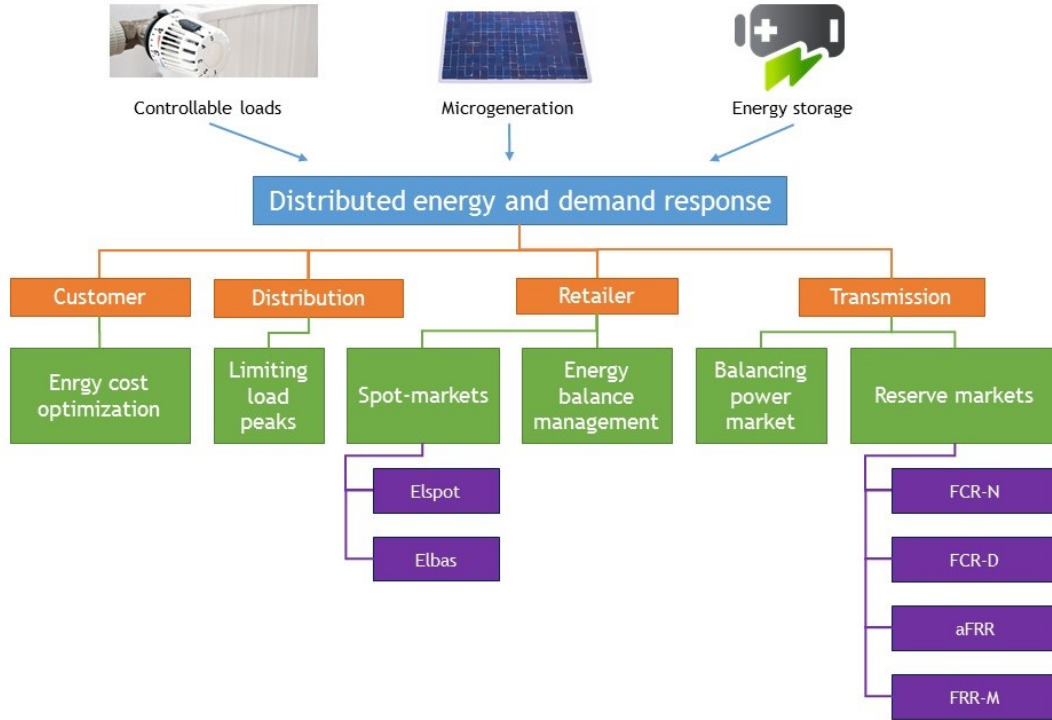 Controllable loads
Microgeneration
Energy storage
Distributed energy and demand response
Customer
Distribution
Retailer
Transmission
Enrgy cost
optimization
Limiting
load
peaks
Spot-markets
Energy
balance
management
Balancing
power
market
Reserve markets
Elspot
Elbas
FCR-N
FCR-D
aFRR
FRR-M